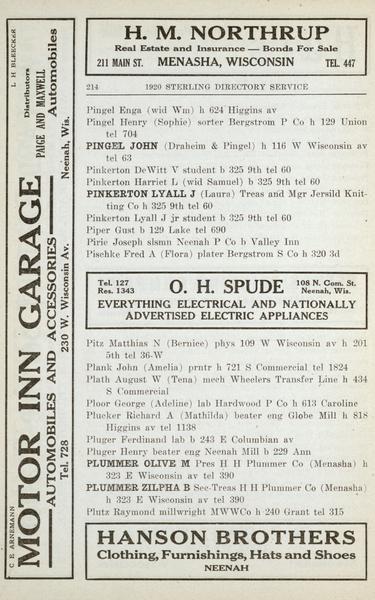 H. M. NORTHRUP
Real Estate and Insurance — Bonds For Sale
211 MAIN ST. MENASHA, WISCONSIN TEL. 447
214 1920 STERLING DIRECTORY SERVICE
Pingel Enga (wid Wm) h 624 Higgins av
Pingel Henry (Sophie) sorter Bergstrom P Co h 129 Union
tel 704
PINGEL JOHN (Draheim & Pingel) h 116 W Wisconsin av
tel 63
Pinkerton DeWitt V student b 325 9th tel 60
Pinkerton Harriet L (wid Samuel) b 325 9th tel 60
PINKERTON LYALL J (Laura) Treas and Mgr Jersild Knit-
ting Co h 325 9th tel 60
Pinkerton Lyall J jr student b 325 9th tel 60
Piper Gust b 129 Lake tel 690
Pirie Joseph slsmn Neenah P Co b Valley Inn
Pischke Fred A (Flora) plater Bergstrom S Co h 320 3d
Tel. 127
Res. 1343
O. H. SPUDE
108 N. Com. St.
Neenah, Wis.
EVERYTHING ELECTRICAL AND NATIONALLY
ADVERTISED ELECTRIC APPLIANCES
Pitz Matthias N (Bernice) phys 109 W Wisconsin av h 201
5th tel 36-W
Plank John (Amelia) prntr h 721 S Commercial tel 1824
Plath August W (Tena) mech Wheelers Transfer Line h 434
S Commercial
Ploor George (Adeline) lab Hardwood P Co h 613 Caroline
Plucker Richard A (Mathilda) beater eng Globe Mill h 818
Higgins av tel 1138
Pluger Ferdinand lab b 243 E Columbian av
Pluger Henry beater eng Neenah Mill b 229 Ann
PLUMMER OLIVE M Pres H H Plummer Co (Menasha) h
323 E Wisconsin av tel 390
PLUMMER ZILPHA B Sec-Treas H H Plummer Co (Menasha)
h 323 E Wisconsin av tel 390
Plutz Raymond millwright MWWCo h 240 Grant tel 315
HANSON BROTHERS
Clothing, Furnishings, Hats and Shoes
NEENAH
C. E. ARNEMANN L. H. BLEECKER
MOTOR INN GARAGE
Distributors
PAIGE AND MAXWELL
Automobiles
AUTOMOBILES AND ACCESSORIES
Tel. 728 230 W. Wisconsin Av. Neenah, Wis.